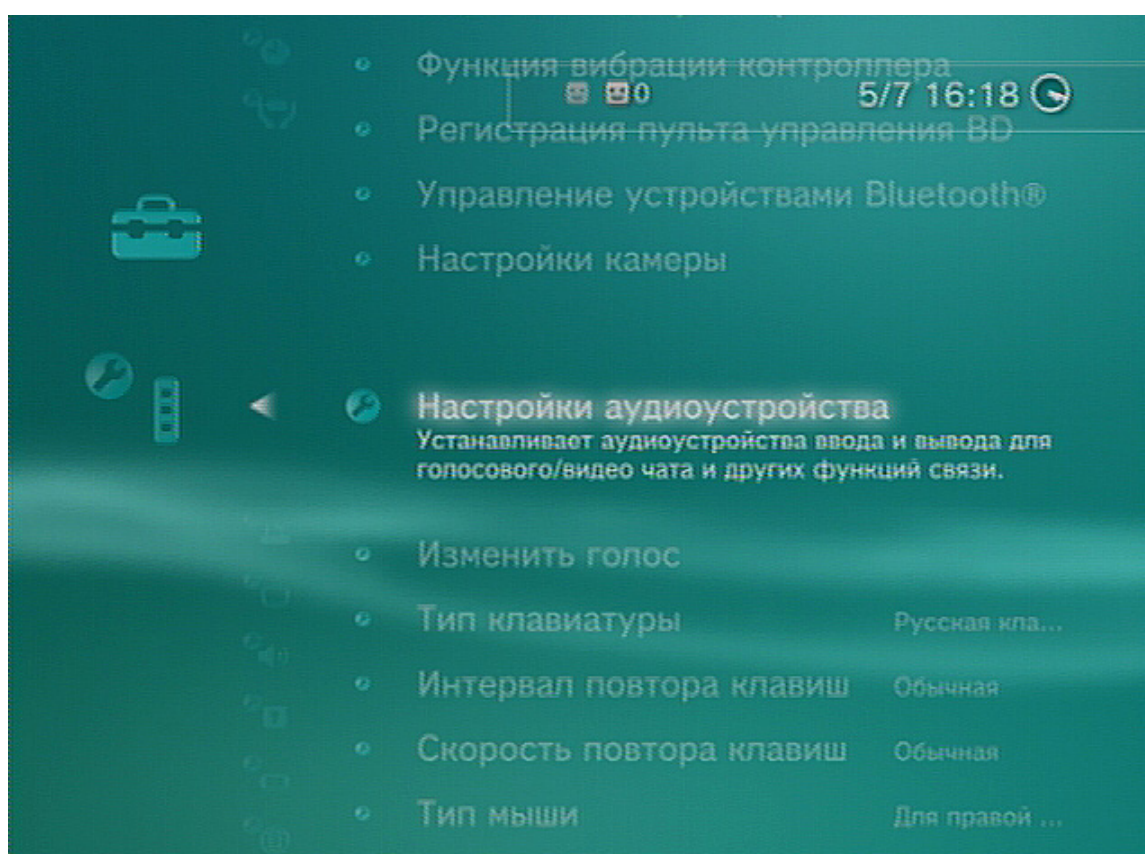 Функция вибрации контроллера
0 5/7 16:18
Регистрация пульта управления BD
Управление устройствами Bluetooth®
Настройки камеры
Настройки аудиоустройства
Устанавливает аудиоустройства ввода и вывода для
голосового/видео чата и других функций связи.
Изменить голос
Тип клавиатуры Русская кла...
Интервал повтора клавиш Обычная
Скорость повтора клавиш Обычная
Тип мыши Для правой ...